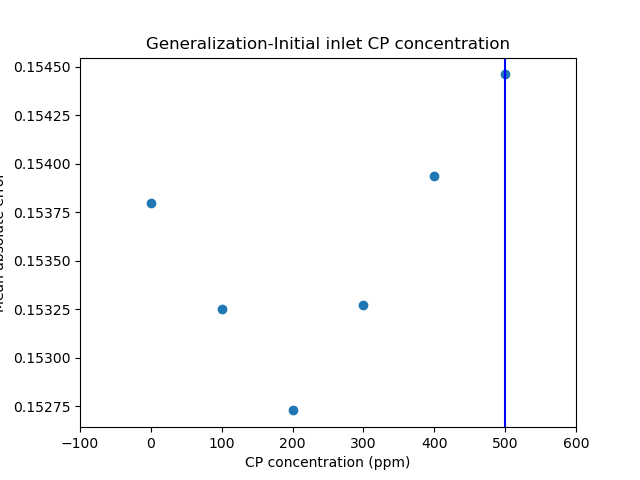 Generalization-Initial inlet CP concentration
Mean absolute error
0.15450
0.15425
0.15400
0.15375
0.15350
0.15325
0.15300
0.15275
−100 0 100 200 300 400 500 600
CP concentration (ppm)